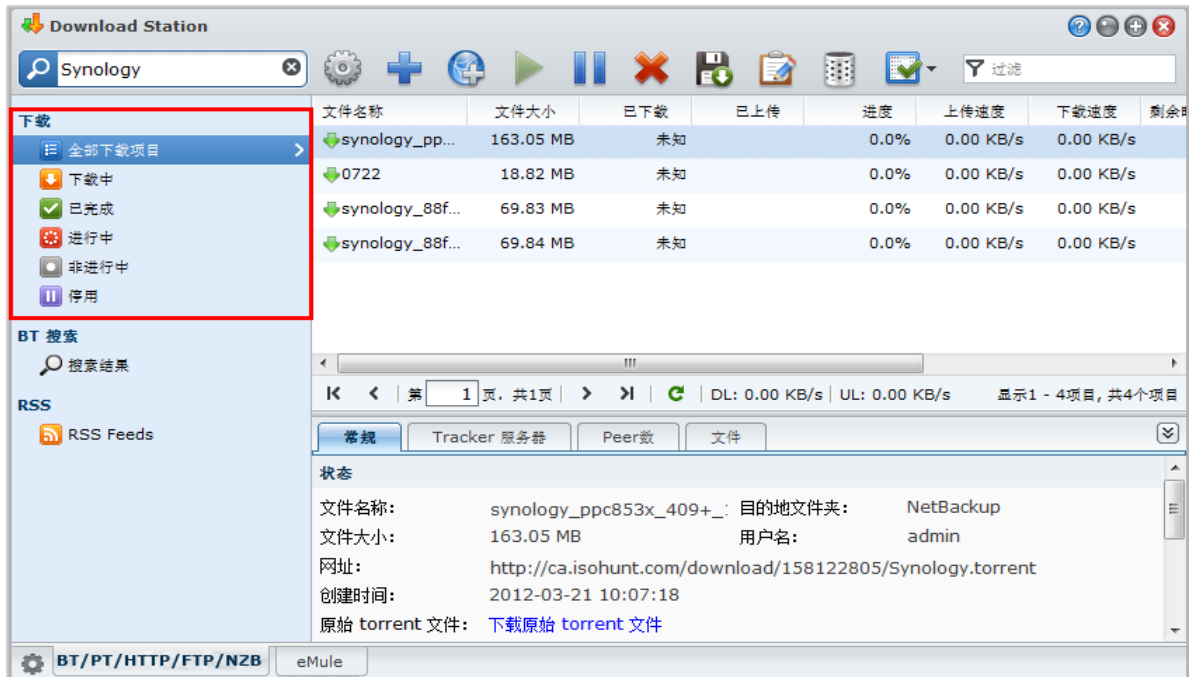 Download Station
Synology
过滤
下载
全部下载项目
下载中
已完成
进行中
非进行中
停用
BT 搜索
搜索结果
RSS
RSS Feeds
文件名称 文件大小 已下载 已上传 进度 上传速度 下载速度 剩余
synology_pp... 163.05 MB 未知 0.0% 0.00 KB/s 0.00 KB/s
0722 18.82 MB 未知 0.0% 0.00 KB/s 0.00 KB/s
synology_88f... 69.83 MB 未知 0.0% 0.00 KB/s 0.00 KB/s
synology_88f... 69.84 MB 未知 0.0% 0.00 KB/s 0.00 KB/s
第 1 页, 共1页 DL: 0.00 KB/s UL: 0.00 KB/s 显示1 - 4项目, 共4个项目
常规 Tracker 服务器 Peer数 文件
状态
文件名称: synology_ppc853x_409+_ 目的地文件夹: NetBackup
文件大小: 163.05 MB 用户名: admin
网址: http://ca.isohunt.com/download/158122805/Synology.torrent
创建时间: 2012-03-21 10:07:18
原始 torrent 文件: 下载原始 torrent 文件
BT/PT/HTTP/FTP/NZB eMule